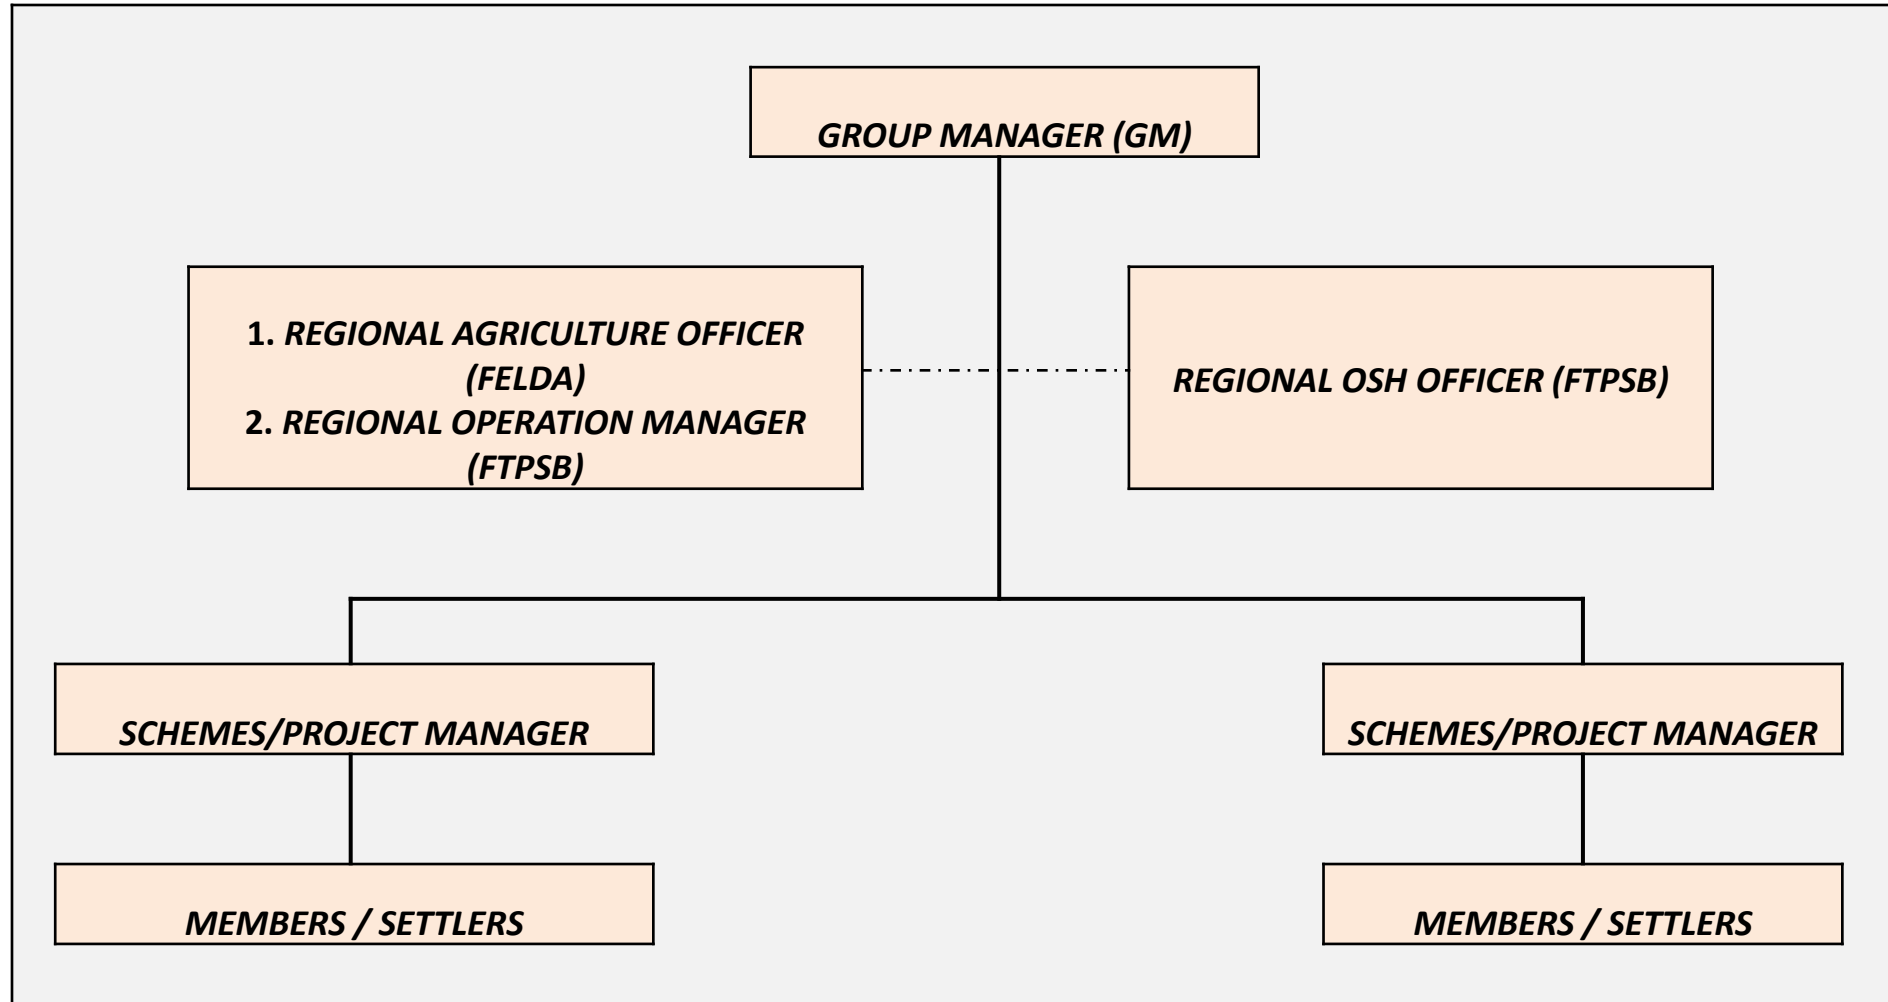 GROUP MANAGER (GM)
1. REGIONAL AGRICULTURE OFFICER
(FELDA)
2. REGIONAL OPERATION MANAGER
(FTPSB)
REGIONAL OSH OFFICER (FTPSB)
SCHEMES/PROJECT MANAGER
SCHEMES/PROJECT MANAGER
MEMBERS / SETTLERS
MEMBERS / SETTLERS